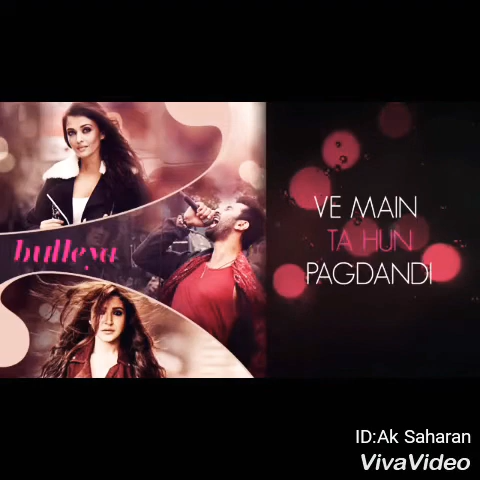 bulleya
VE MAIN
TA HUN
PAGDANDI
ID:Ak Saharan
VivaVideo